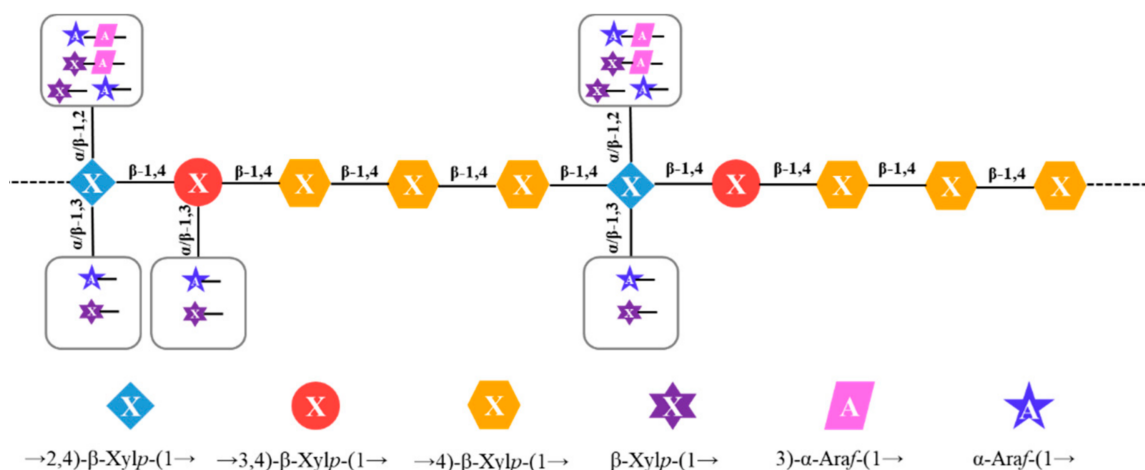 A A
X A
X A
A A
X A
X A
α/β-1,2
α/β-1,2
β-1,4 β-1,4 β-1,4 β-1,4 β-1,4 β-1,4 β-1,4 β-1,4 β-1,4
X X X X X X X X X X
α/β-1,3
α/β-1,3
α/β-1,3
A A A
X X X
X X X X A A
→2,4)-β-Xylp-(1→ →3,4)-β-Xylp-(1→ →4)-β-Xylp-(1→ β-Xylp-(1→ 3)-α-Araf-(1→ α-Araf-(1→